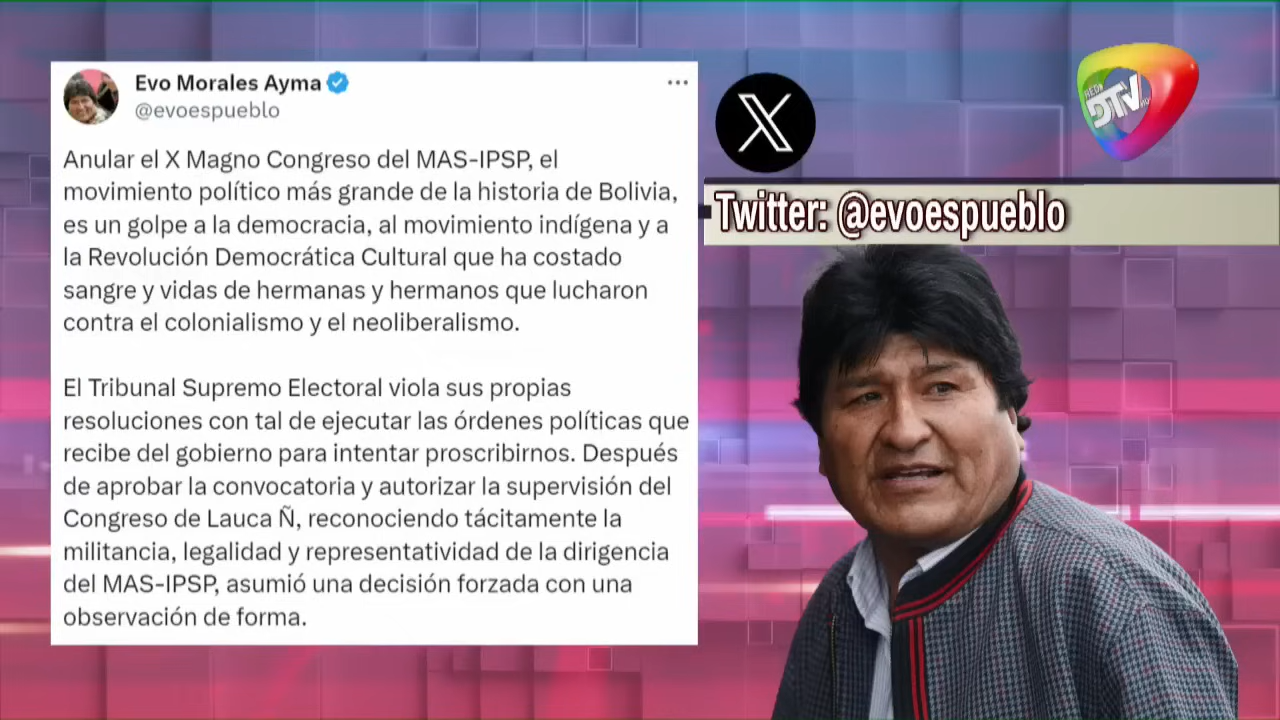 Evo Morales Ayma
@evoespueblo
Anular el X Magno Congreso del MAS-IPSP, el
movimiento político más grande de la historia de Bolivia,
es un golpe a la democracia, al movimiento indígena y a
la Revolución Democrática Cultural que ha costado
sangre y vidas de hermanas y hermanos que lucharon
contra el colonialismo y el neoliberalismo.
El Tribunal Supremo Electoral viola sus propias
resoluciones con tal de ejecutar las órdenes políticas que
recibe del gobierno para intentar proscribirnos. Después
de aprobar la convocatoria y autorizar la supervisión del
Congreso de Lauca Ñ, reconociendo tácitamente la
militancia, legalidad y representatividad de la dirigencia
del MAS-IPSP, asumió una decisión forzada con una
observación de forma.
X
RED
DTV
Twitter: @evoespueblo